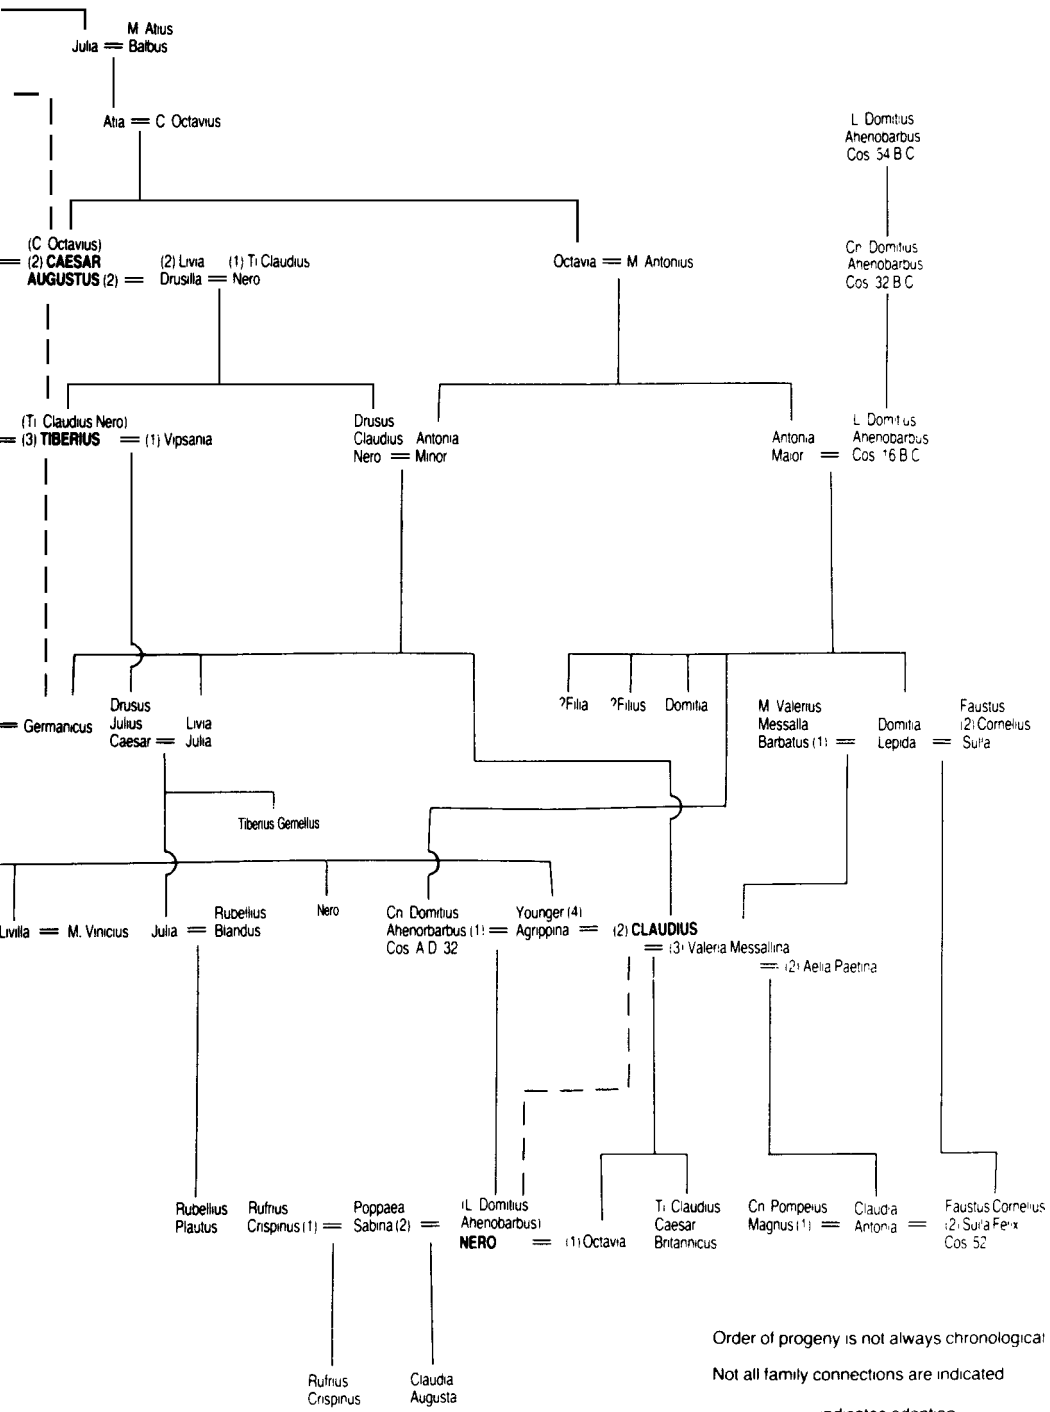 M Atius
Julia = Balbus
Atia = C Octavius
L Domitius
Ahenobarbus
Cos 54 B C
(C Octavius)
= (2) CAESAR
AUGUSTUS (2) =
(2) Livia
Drusilla =
(1) Ti Claudius
Nero
Octavia = M Antonius
Cn Domitius
Ahenobarbus
Cos 32 B C
(Ti Claudius Nero)
= (3) TIBERIUS = (1) Vipsania
Drusus
Claudius
Nero =
Antonia
Minor
Antonia
Maior =
L Domitius
Ahenobarbus
Cos 16 B C
= Germanicus
Drusus
Julius
Caesar =
Livia
Julia
?Filia
?Filius
Domitia
M Valerius
Messalla
Barbatus (1) =
Domitia
Lepida =
Faustus
(2) Cornelius
Sulla
Tiberius Gemellus
Livilla = M. Vinicius
Julia =
Rubellius
Blandus
Nero
Cn Domitius
Ahenorbarbus (1) =
Cos A D 32
Younger (4)
Agrippina =
(2) CLAUDIUS
= (3) Valeria Messallina
= (2) Aelia Paetina
Rubellius
Plautus
Rufrius
Crispinus (1) =
Poppaea
Sabina (2) =
(L Domitius
Ahenobarbus)
NERO = (1) Octavia
Ti Claudius
Caesar
Britannicus
Cn Pompeius
Magnus (1) =
Claudia
Antonia =
Faustus Cornelius
(2) Sulla Felix
Cos 52
Rufrius
Crispinus
Claudia
Augusta
Order of progeny is not always chronological
Not all family connections are indicated
indicates adoption